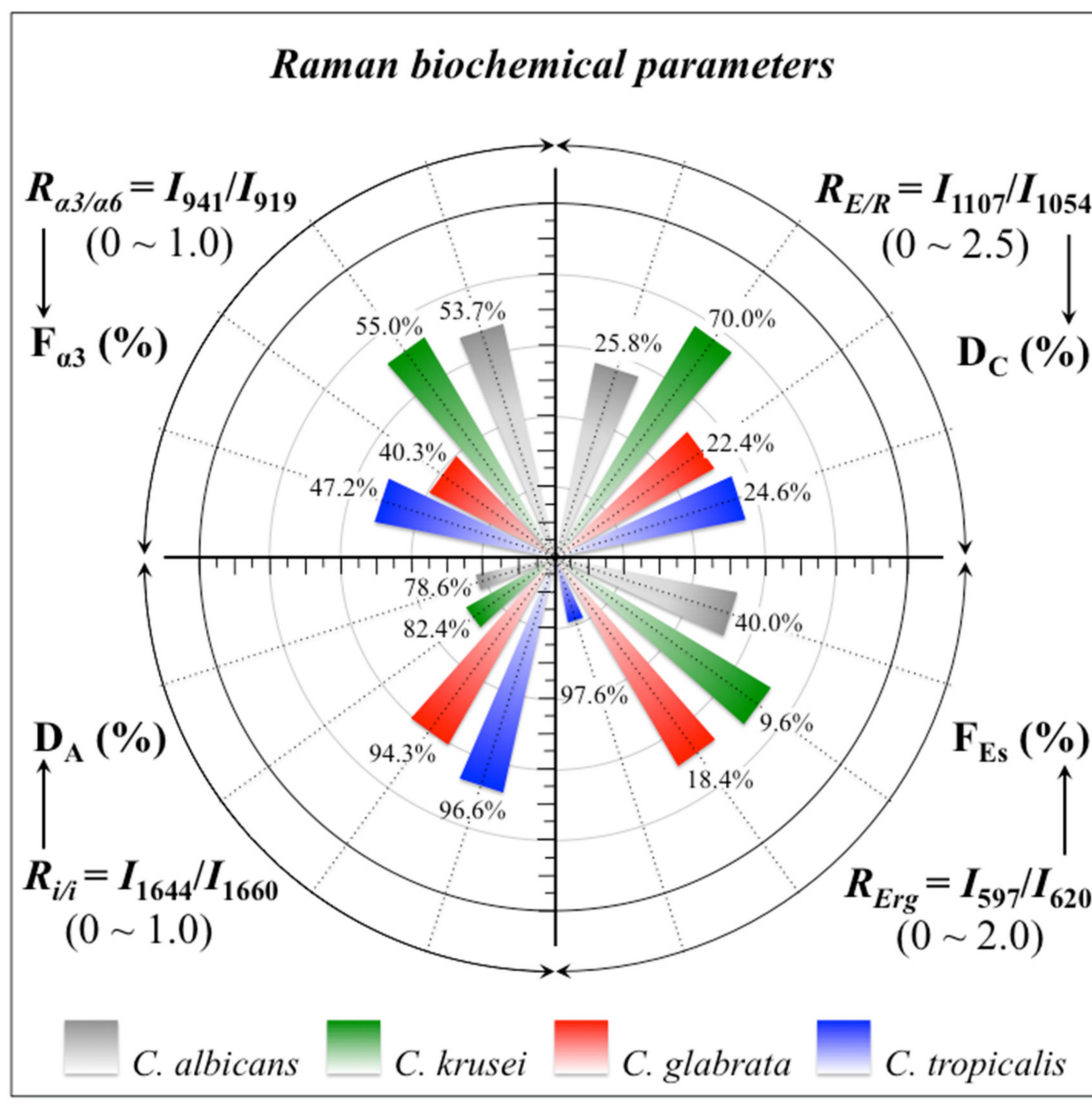 Raman biochemical parameters
Rα3/α6 = I941/I919
(0 ~ 1.0)
Fα3 (%)
RE/R = I1107/I1054
(0 ~ 2.5)
DC (%)
53.7%
55.0%
40.3%
47.2%
25.8%
70.0%
22.4%
24.6%
78.6%
82.4%
94.3%
96.6%
40.0%
9.6%
18.4%
97.6%
DA (%)
Ri/i = I1644/I1660
(0 ~ 1.0)
FEs (%)
RErg = I597/I620
(0 ~ 2.0)
C. albicans
C. krusei
C. glabrata
C. tropicalis